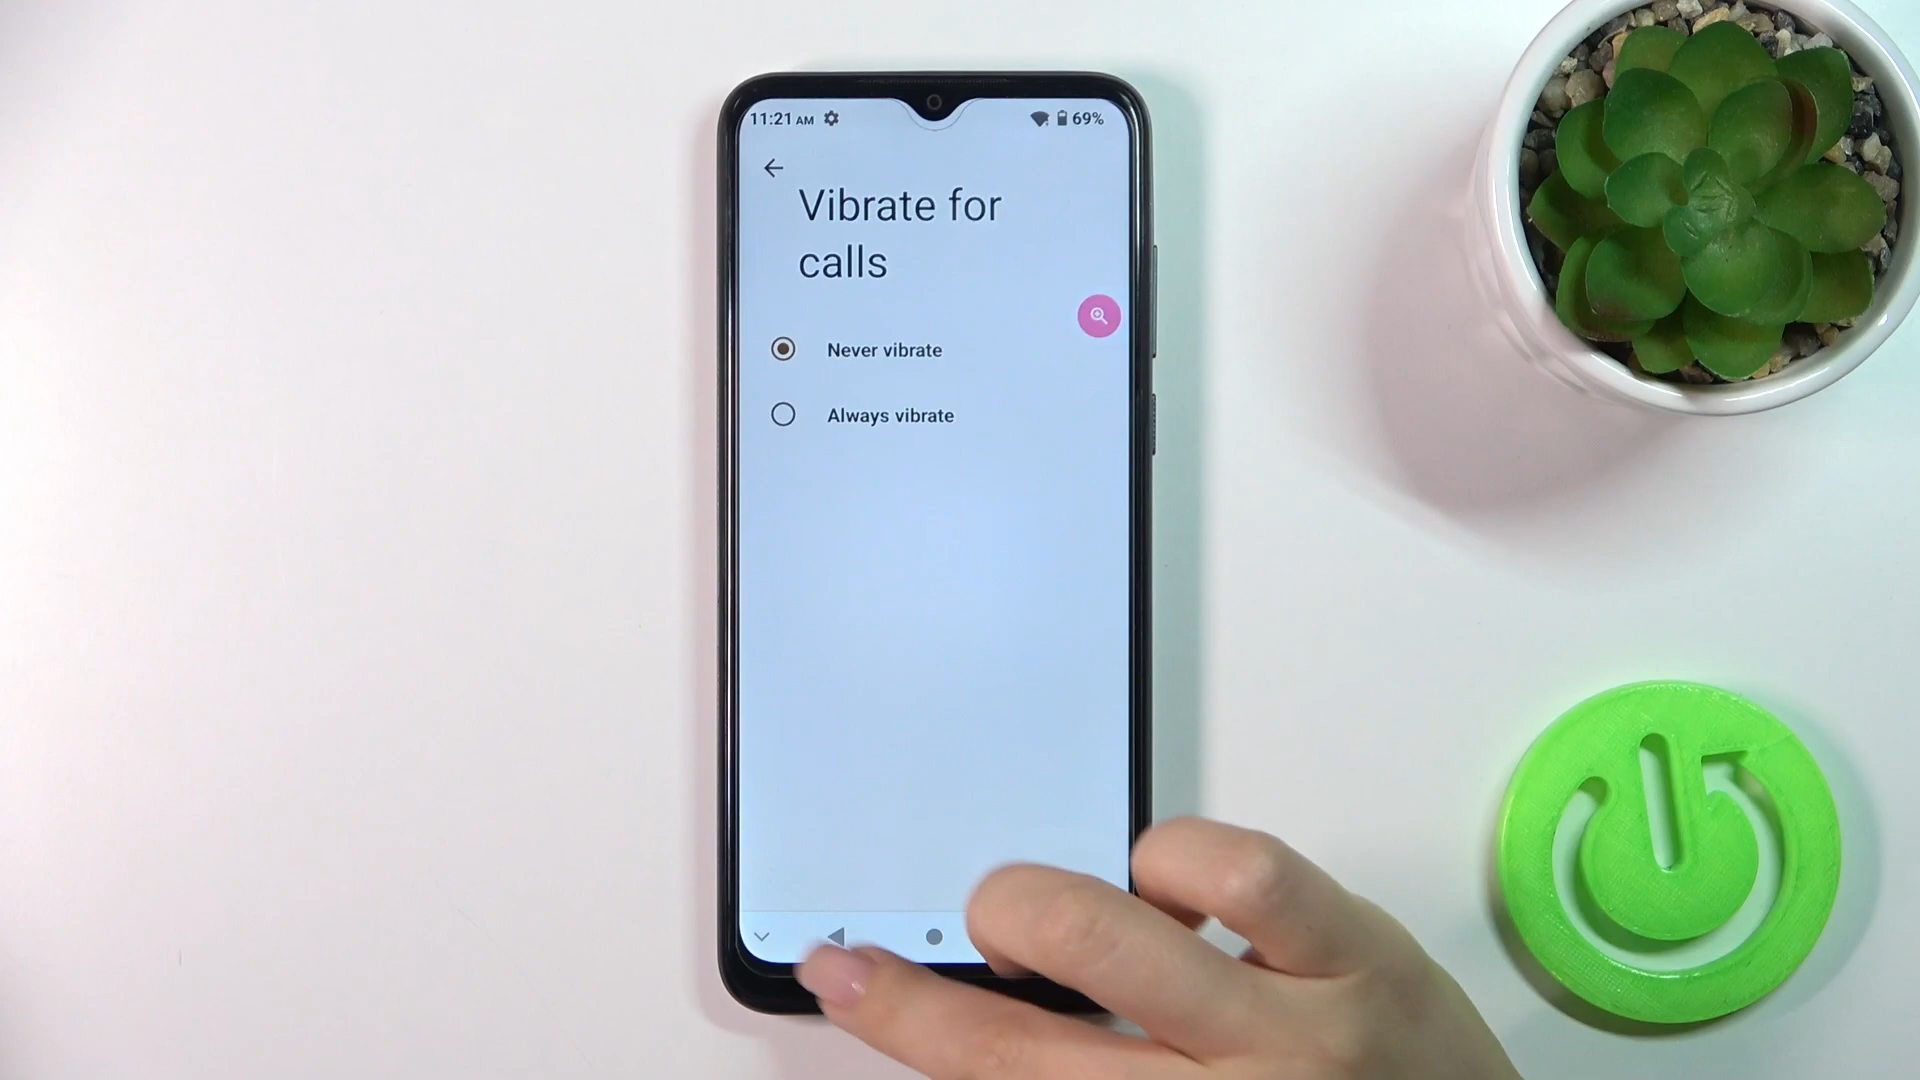 11:21 AM 69%
Vibrate for
calls
Never vibrate
Always vibrate